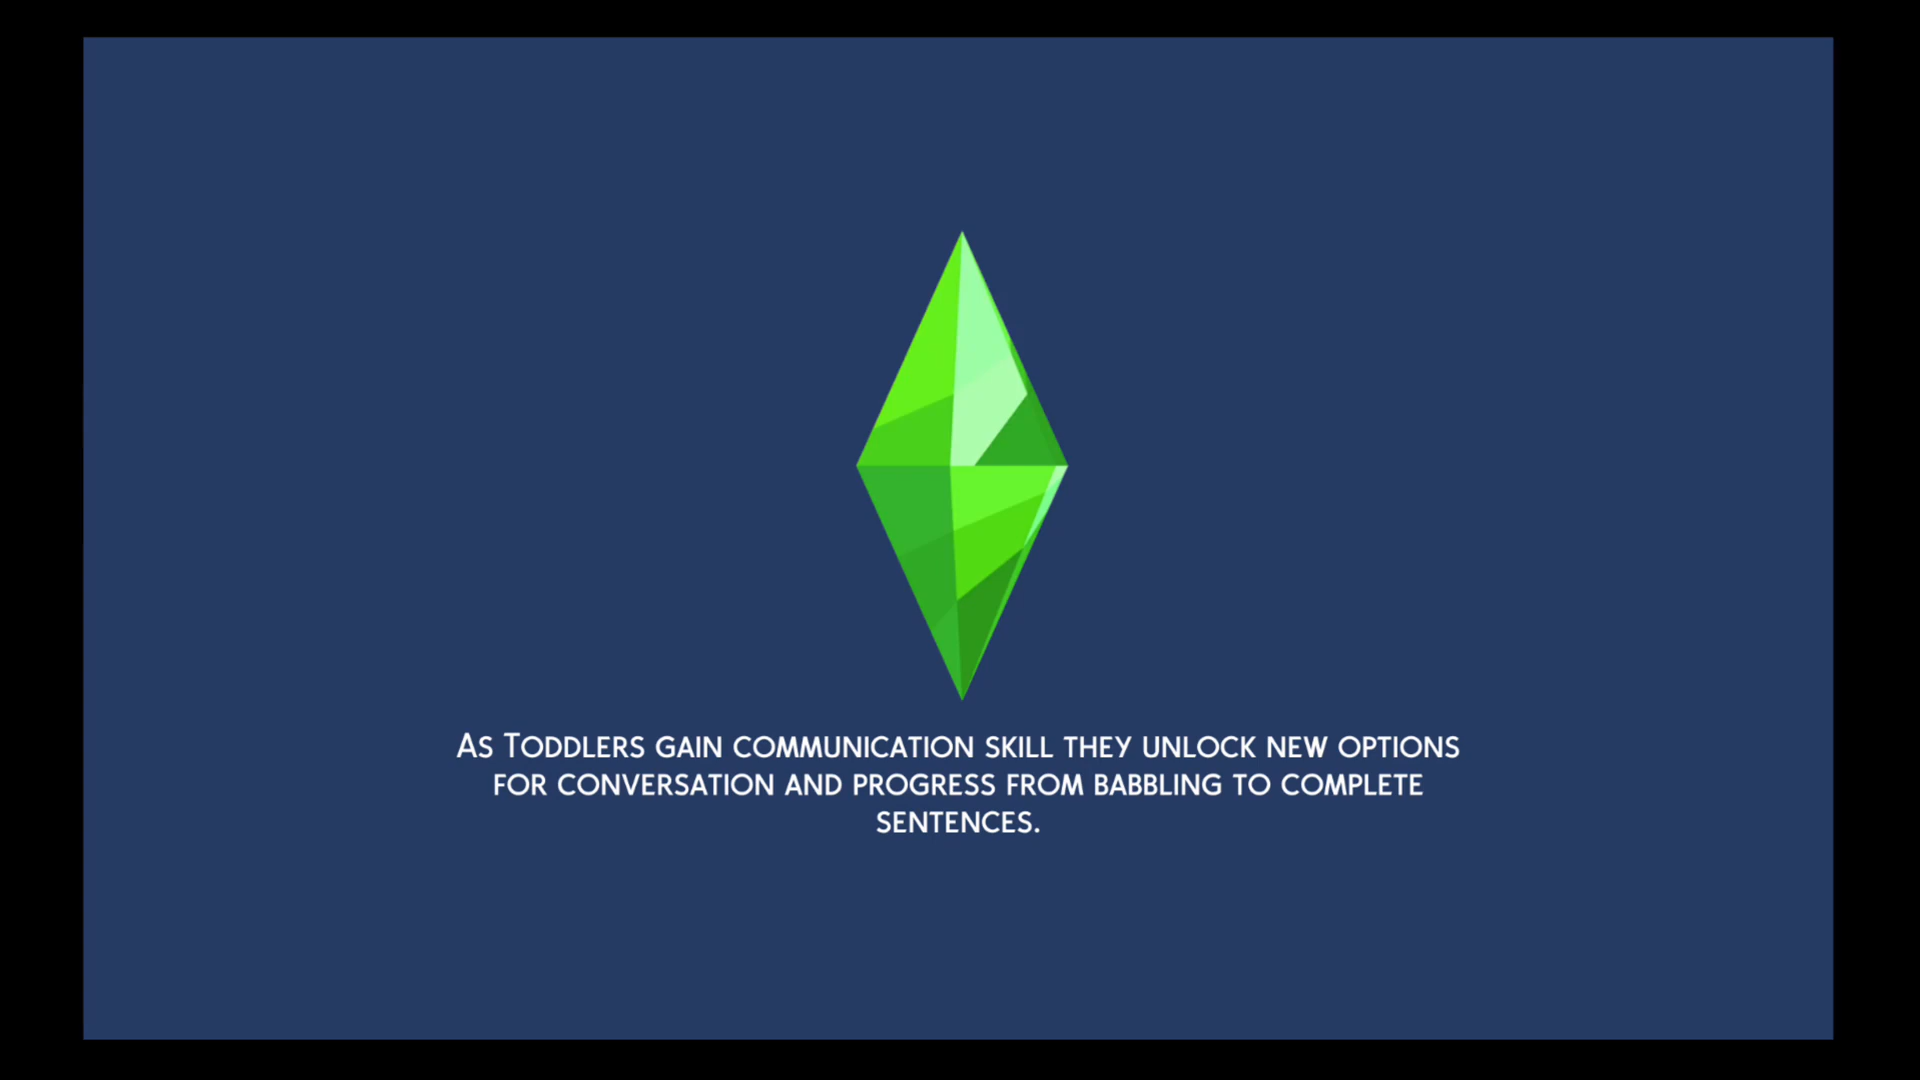 As Toddlers gain communication skill they unlock new options
for conversation and progress from babbling to complete
sentences.